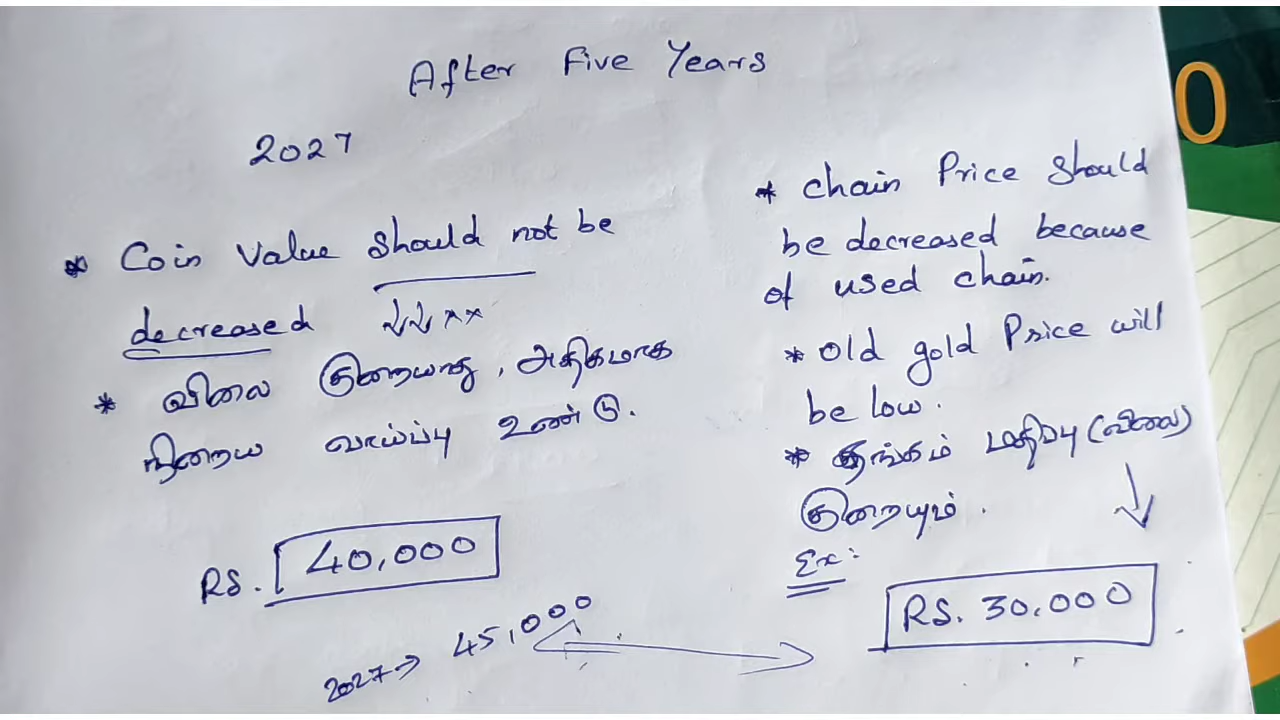 After Five Years
2027
* Coin Value should not be
decreased ↓↓××
* விலை குறையாது, அதிகமாக
நிறைய வாய்ப்பு உண்டு.
RS. 40,000
2027→ 45,000
* chain Price should
be decreased because
of used chain.
* old gold Price will
be low.
* தங்கம் மதிப்பு (விலை)
குறையும்.
Ex:
RS. 30,000
0